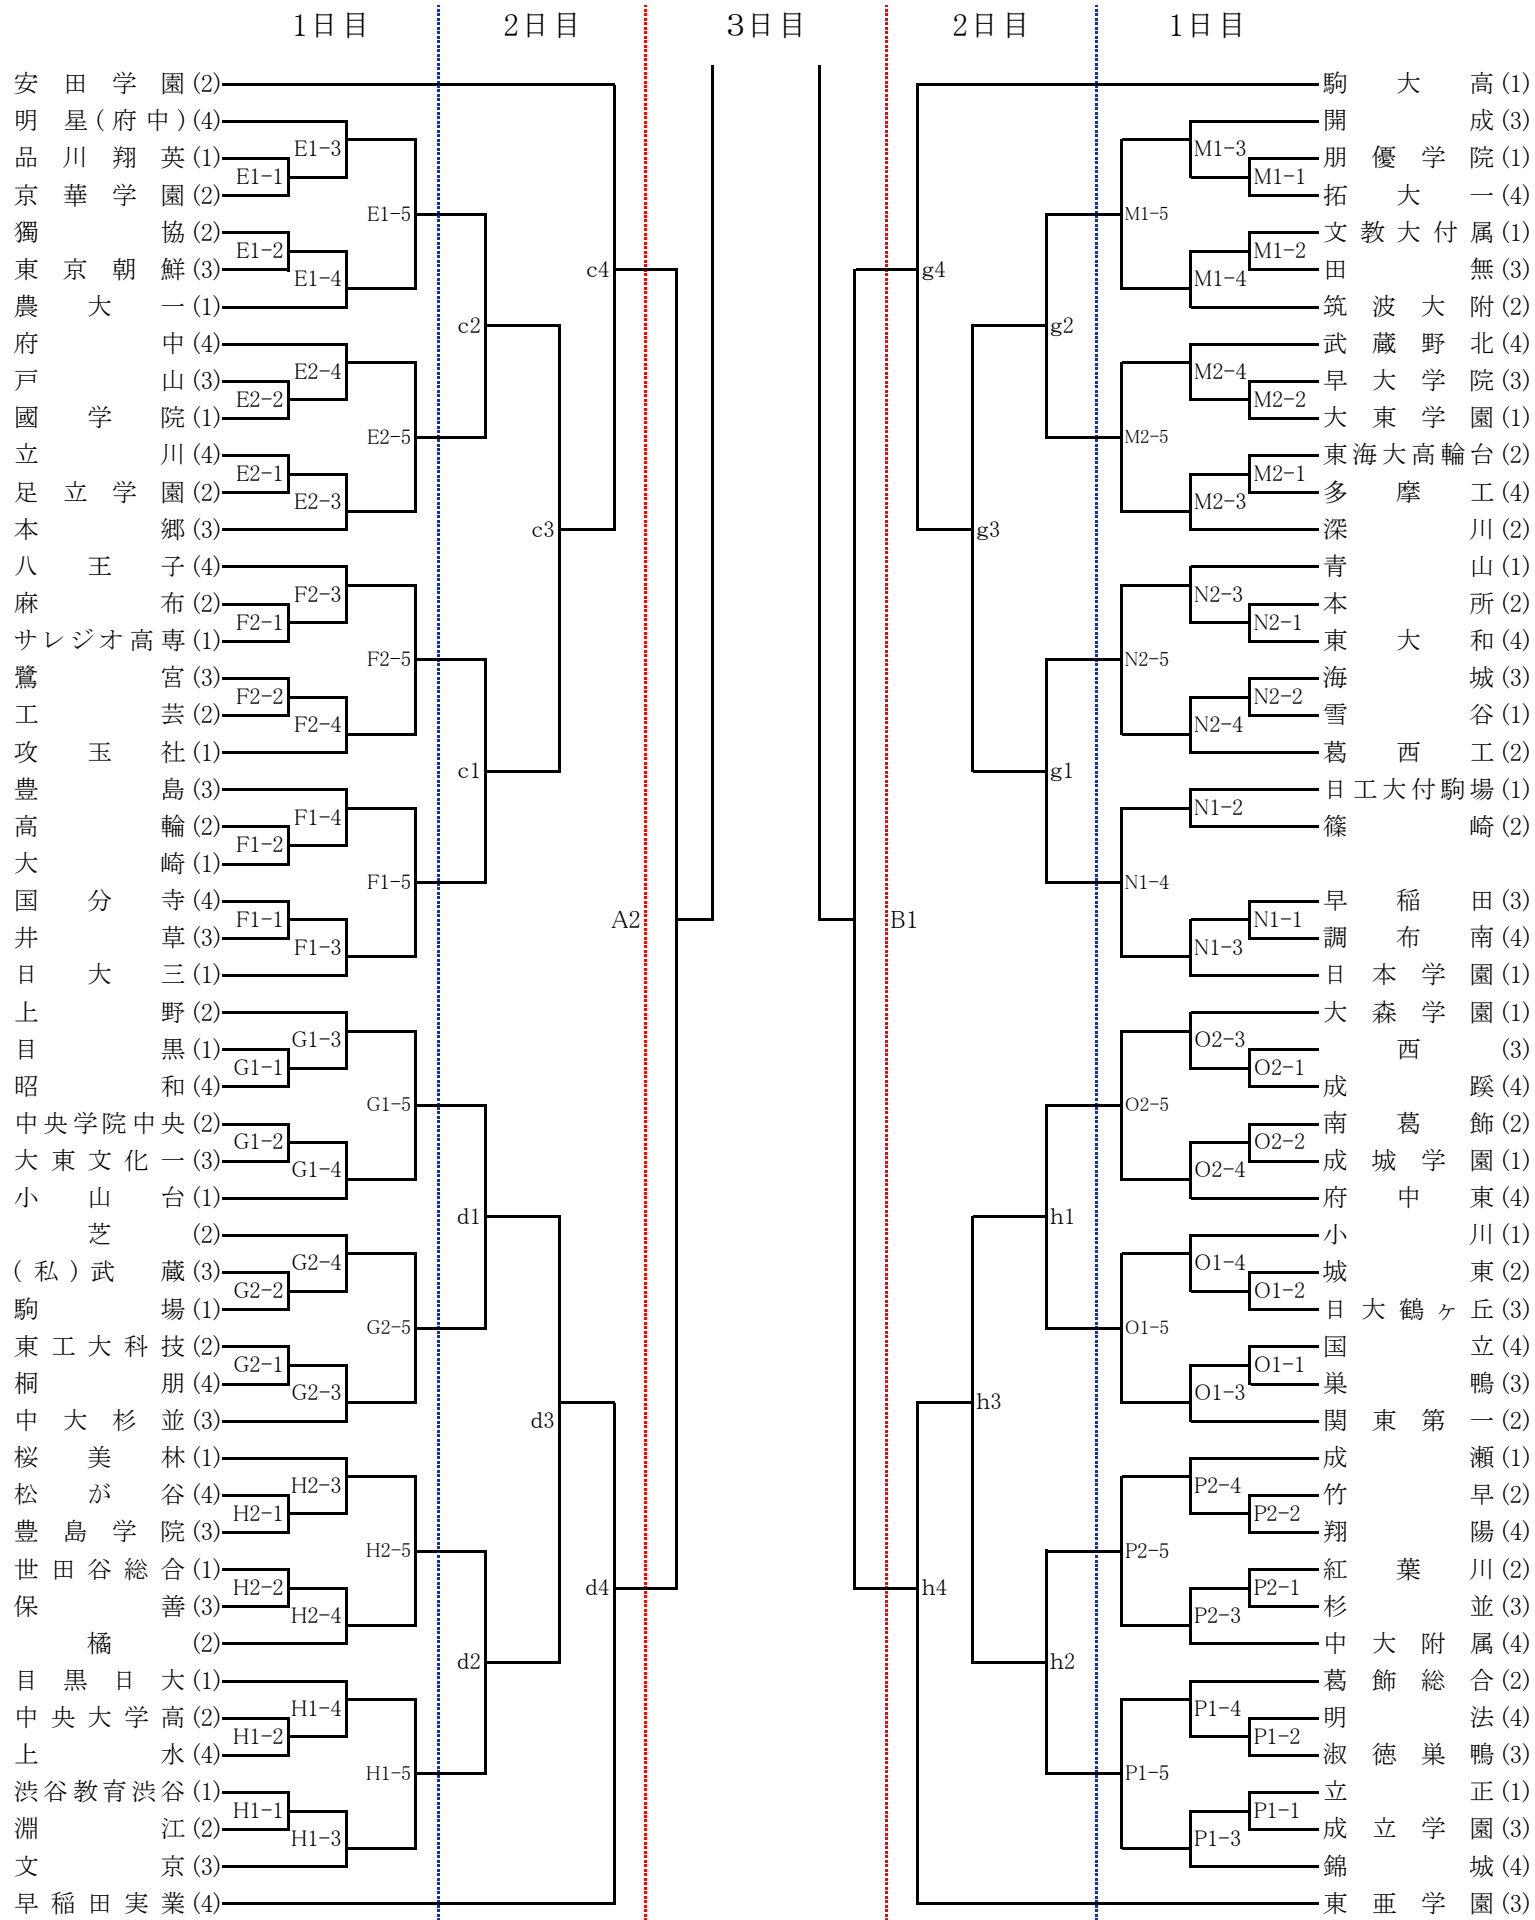 1日目 2日目 3日目 2日目 1日目
安田学園(2) 駒大高(1)
明星(府中)(4) 開成(3)
E1-3 M1-3
品川翔英(1) 朋優学院(1)
E1-1 M1-1
京華学園(2) 拓大一(4)
E1-5 M1-5
獨協(2) 文教大付属(1)
E1-2 M1-2
東京朝鮮(3) c4 g4 田無(3)
E1-4 M1-4
農大一(1) 筑波大附(2)
c2 g2
府中(4) 武蔵野北(4)
E2-4 M2-4
戸山(3) 早大学院(3)
E2-2 M2-2
國学院(1) 大東学園(1)
E2-5 M2-5
立川(4) 東海大高輪台(2)
E2-1 M2-1
足立学園(2) 多摩工(4)
E2-3 M2-3
本郷(3) c3 g3 深川(2)
八王子(4) 青山(1)
F2-3 N2-3
麻布(2) 本所(2)
F2-1 N2-1
サレジオ高専(1) 東大和(4)
F2-5 N2-5
鷺宮(3) 海城(3)
F2-2 N2-2
工芸(2) 雪谷(1)
F2-4 N2-4
攻玉社(1) 葛西工(2)
c1 g1
豊島(3) 日工大付駒場(1)
F1-4 N1-2
高輪(2) 篠崎(2)
F1-2
大崎(1)
F1-5 N1-4
国分寺(4) 早稲田(3)
F1-1 A2 B1 N1-1
井草(3) 調布南(4)
F1-3 N1-3
日大三(1) 日本学園(1)
上野(2) 大森学園(1)
G1-3 O2-3
目黒(1) 西(3)
G1-1 O2-1
昭和(4) 成蹊(4)
G1-5 O2-5
中央学院中央(2) 南葛飾(2)
G1-2 O2-2
大東文化一(3) 成城学園(1)
G1-4 O2-4
小山台(1) 府中東(4)
d1 h1
芝(2) 小川(1)
G2-4 O1-4
(私)武蔵(3) 城東(2)
G2-2 O1-2
駒場(1) 日大鶴ヶ丘(3)
G2-5 O1-5
東工大科技(2) 国立(4)
G2-1 O1-1
桐朋(4) 巣鴨(3)
G2-3 O1-3
中大杉並(3) d3 h3 関東第一(2)
桜美林(1) 成瀬(1)
H2-3 P2-4
松が谷(4) 竹早(2)
H2-1 P2-2
豊島学院(3) 翔陽(4)
H2-5 P2-5
世田谷総合(1) 紅葉川(2)
H2-2 d4 h4 P2-1
保善(3) 杉並(3)
H2-4 P2-3
橘(2) 中大附属(4)
d2 h2
目黒日大(1) 葛飾総合(2)
H1-4 P1-4
中央大学高(2) 明法(4)
H1-2 P1-2
上水(4) 淑徳巣鴨(3)
H1-5 P1-5
渋谷教育渋谷(1) 立正(1)
H1-1 P1-1
淵江(2) 成立学園(3)
H1-3 P1-3
文京(3) 錦城(4)
早稲田実業(4) 東亜学園(3)